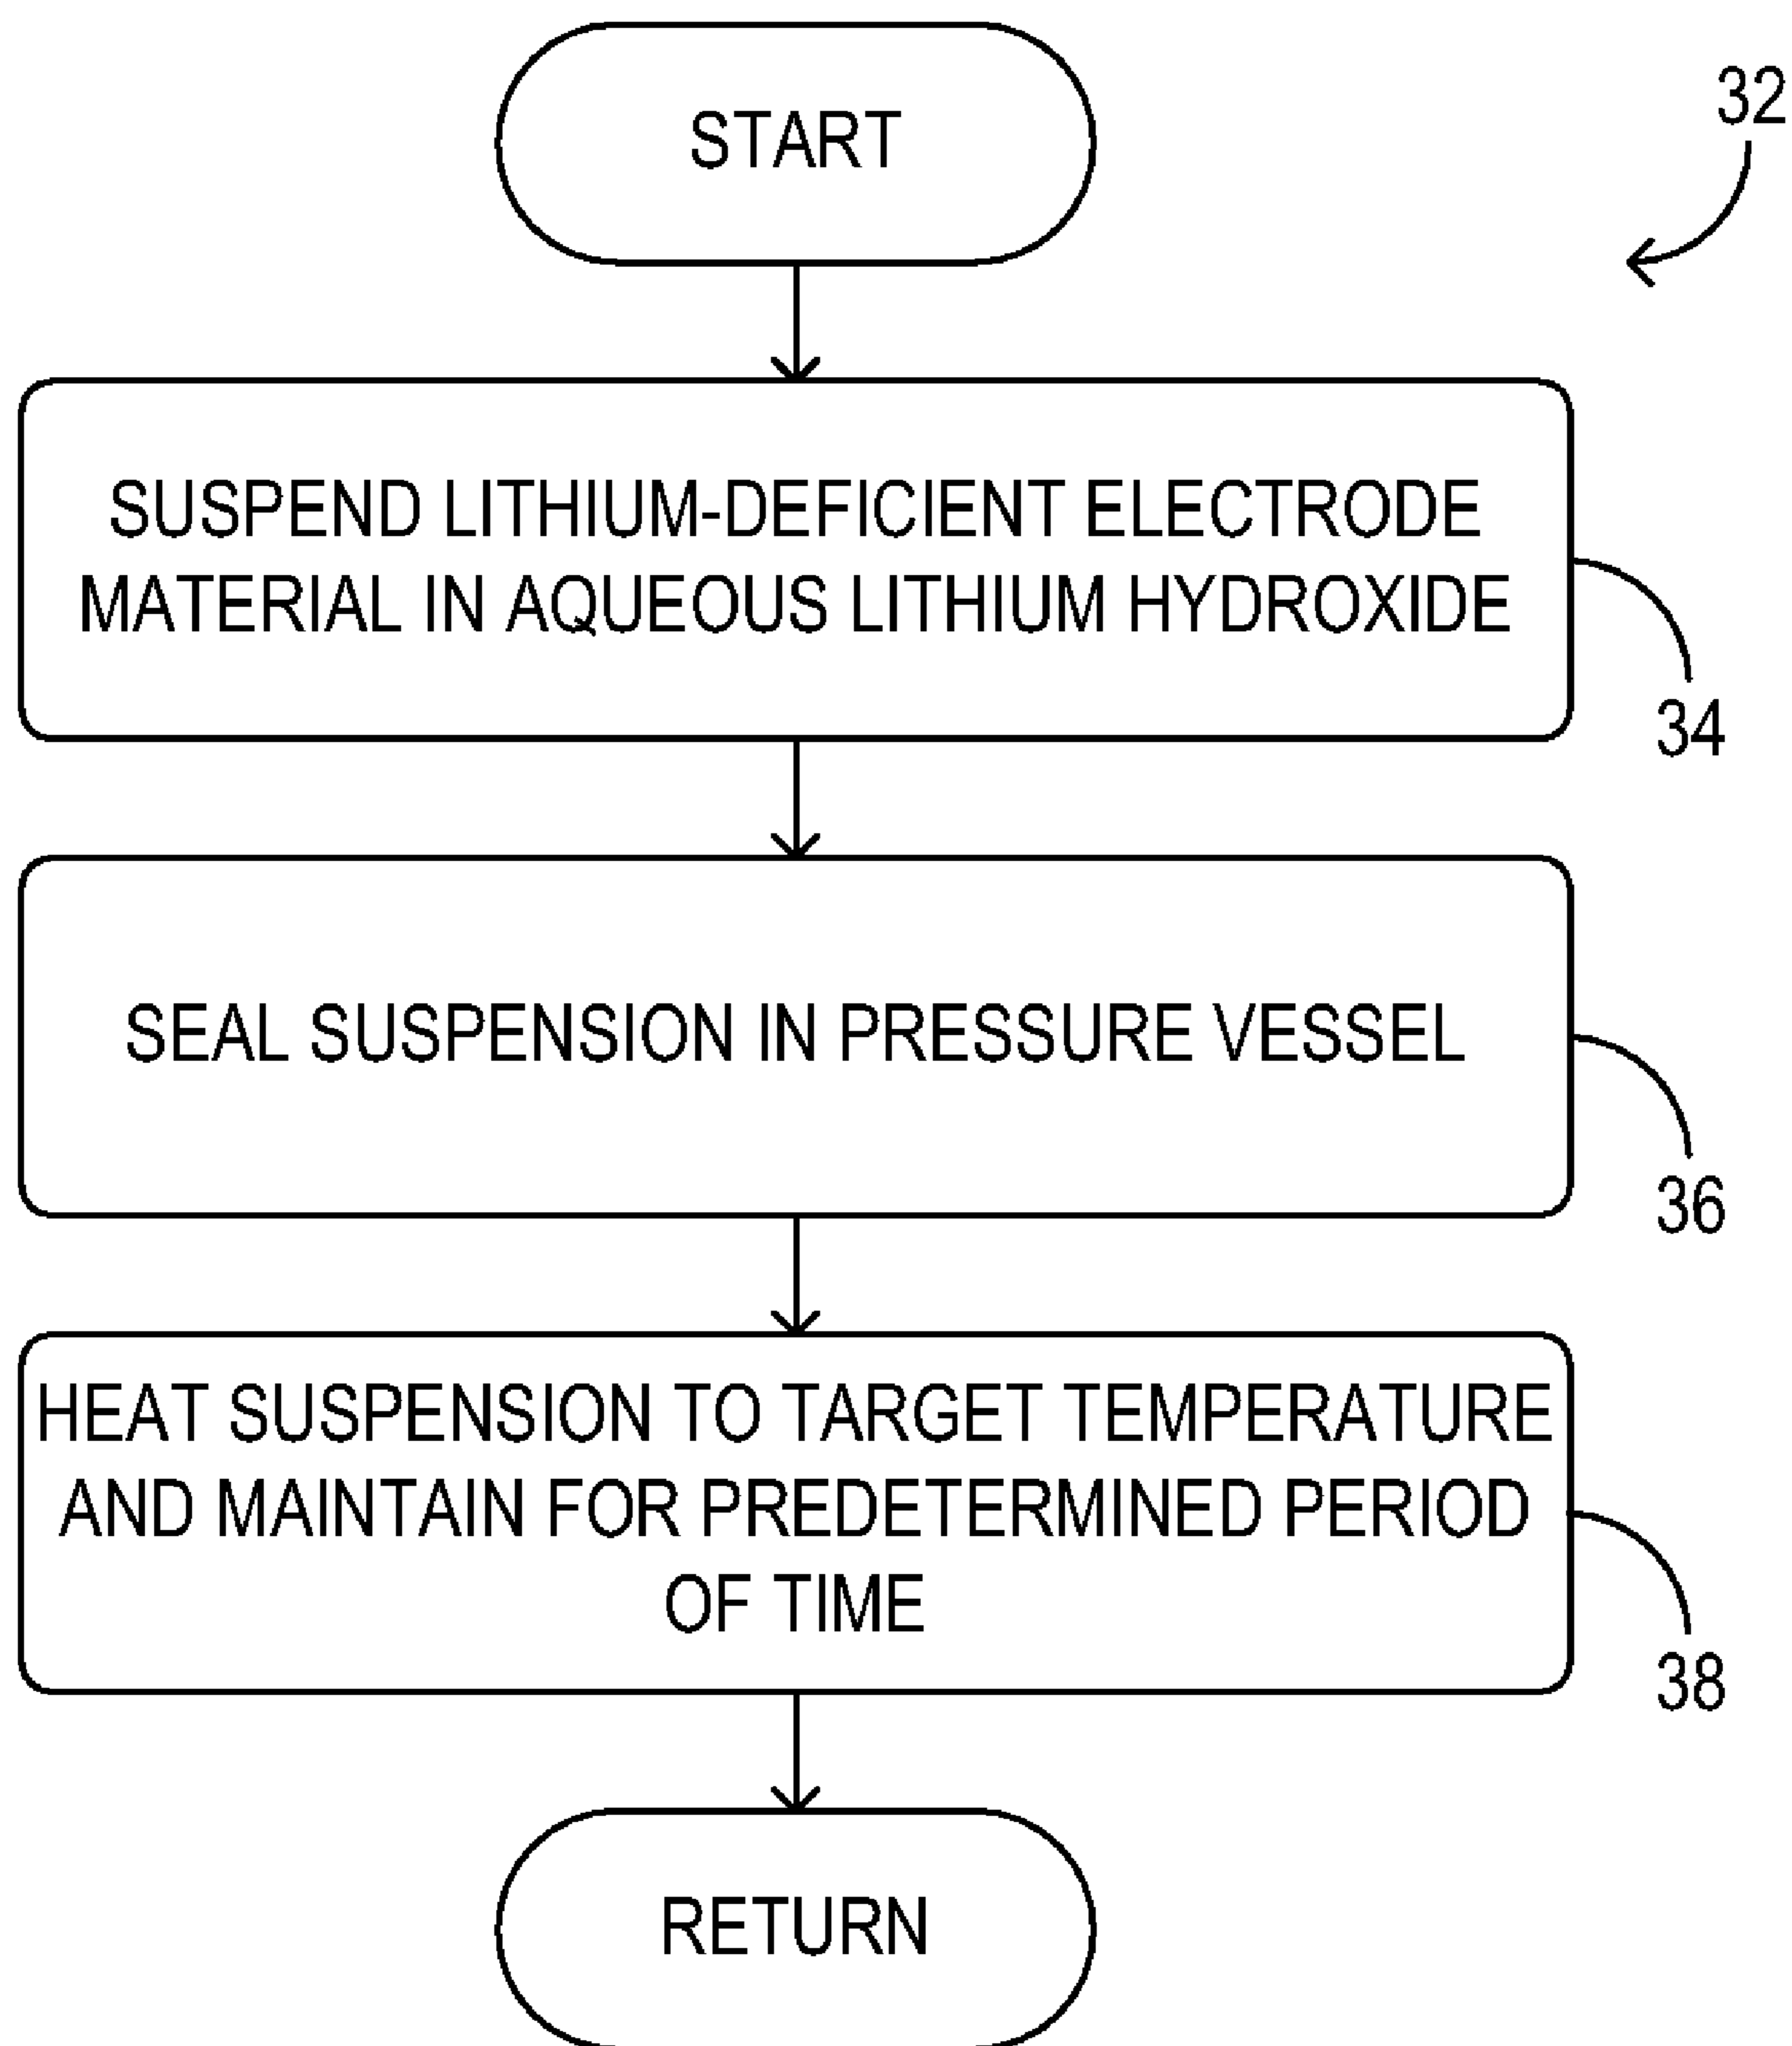 START
32
SUSPEND LITHIUM-DEFICIENT ELECTRODE
MATERIAL IN AQUEOUS LITHIUM HYDROXIDE
34
SEAL SUSPENSION IN PRESSURE VESSEL
36
HEAT SUSPENSION TO TARGET TEMPERATURE
AND MAINTAIN FOR PREDETERMINED PERIOD
OF TIME
38
RETURN